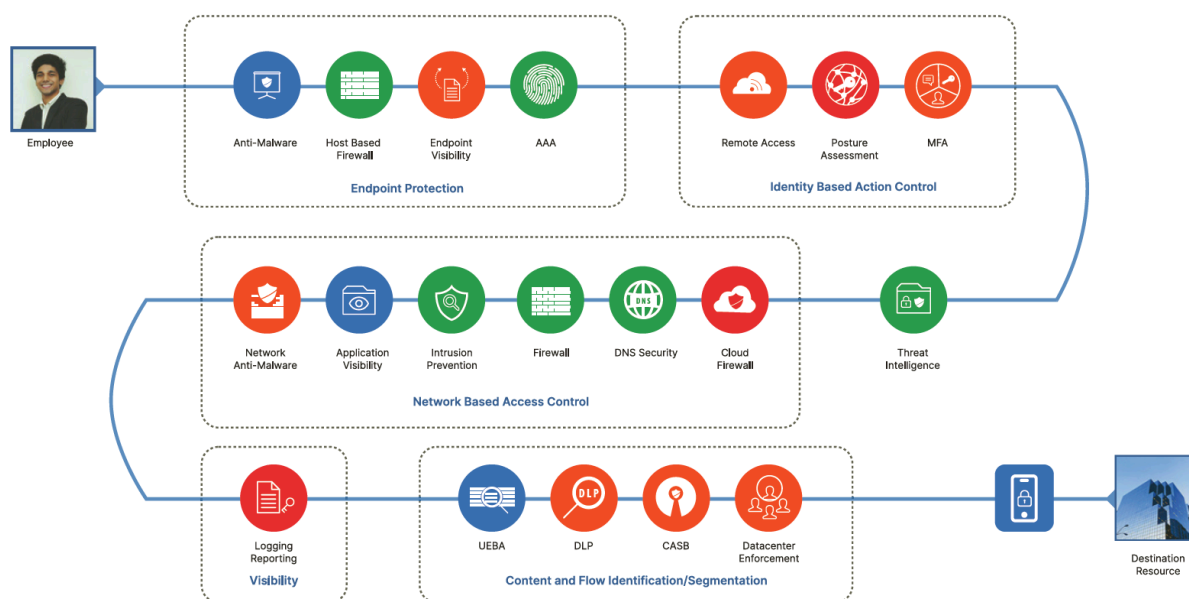 Employee
Anti-Malware
Host Based
Firewall
Endpoint
Visibility
AAA
Endpoint Protection
Remote Access
Posture
Assessment
MFA
Identity Based Action Control
Network
Anti-Malware
Application
Visibility
Intrusion
Prevention
Firewall
DNS
DNS Security
Cloud
Firewall
Network Based Access Control
Threat
Intelligence
Logging
Reporting
Visibility
UEBA
DLP
DLP
CASB
Datacenter
Enforcement
Content and Flow Identification/Segmentation
Destination
Resource